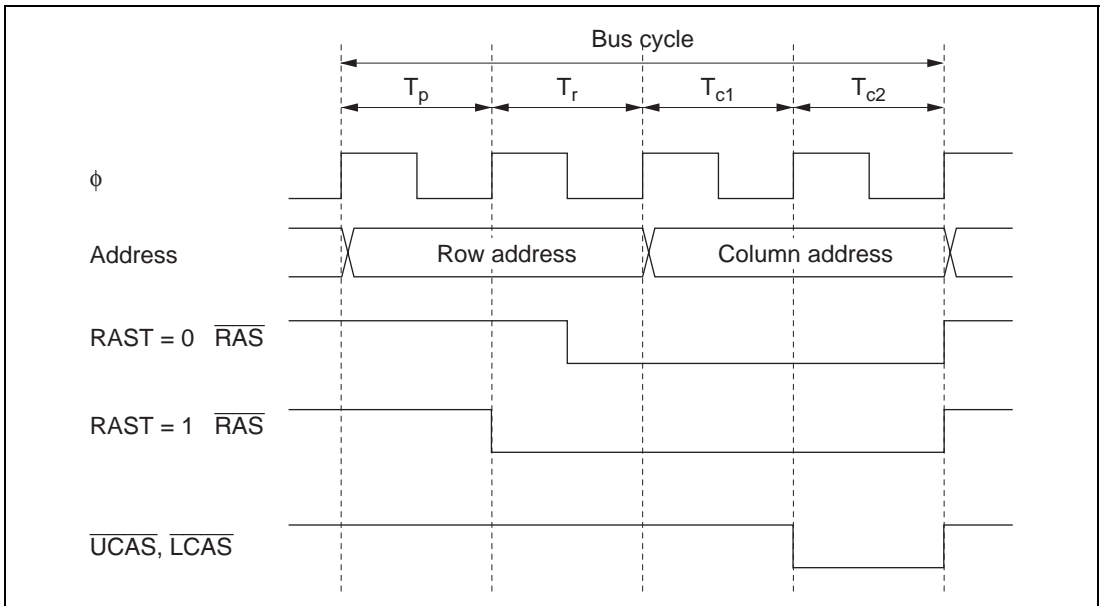 Bus cycle
Tp Tr Tc1 Tc2
φ
Address Row address Column address
RAST = 0 RAS
RAST = 1 RAS
UCAS, LCAS